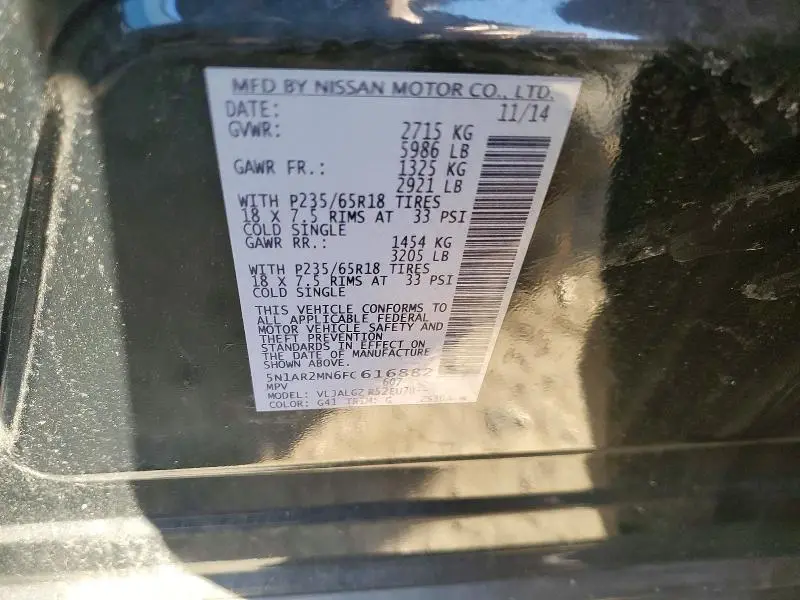 MFD BY NISSAN MOTOR CO., LTD.
DATE: 11/14
GVWR: 2715 KG
5986 LB
GAWR FR.: 1325 KG
2921 LB
WITH P235/65R18 TIRES
18 X 7.5 RIMS AT 33 PSI
COLD SINGLE
GAWR RR.: 1454 KG
3205 LB
WITH P235/65R18 TIRES
18 X 7.5 RIMS AT 33 PSI
COLD SINGLE
THIS VEHICLE CONFORMS TO
ALL APPLICABLE FEDERAL
MOTOR VEHICLE SAFETY AND
THEFT PREVENTION
STANDARDS IN EFFECT ON
THE DATE OF MANUFACTURE
SHOWN ABOVE.
5N1AR2MN6FC616882
MPV 607
MODEL:
COLOR: G41 TRIM: G